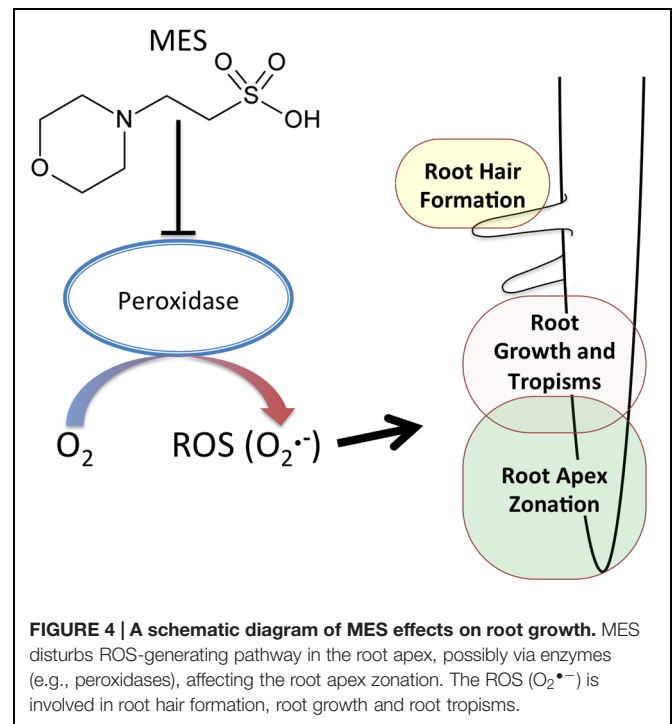 MES
O
O
S
OH
N
O
Peroxidase
O₂
ROS (O₂•-)
Root Hair
Formation
Root
Growth and
Tropisms
Root Apex
Zonation
FIGURE 4 | A schematic diagram of MES effects on root growth. MES
disturbs ROS-generating pathway in the root apex, possibly via enzymes
(e.g., peroxidases), affecting the root apex zonation. The ROS (O₂•−) is
involved in root hair formation, root growth and root tropisms.